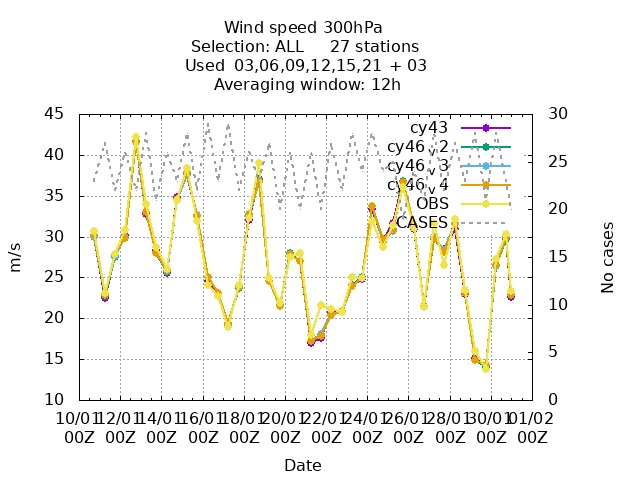 Wind speed 300hPa
Selection: ALL     27 stations
Used  03,06,09,12,15,21 + 03
Averaging window: 12h
45
40
35
30
25
20
15
10
m/s
30
25
20
15
10
5
0
No cases
cy43
cy46_v_2
cy46_v_3
cy46_v_4
OBS
CASES
10/01 12/01 14/01 16/01 18/01 20/01 22/01 24/01 26/01 28/01 30/01 01/02
00Z 00Z 00Z 00Z 00Z 00Z 00Z 00Z 00Z 00Z 00Z 00Z
Date